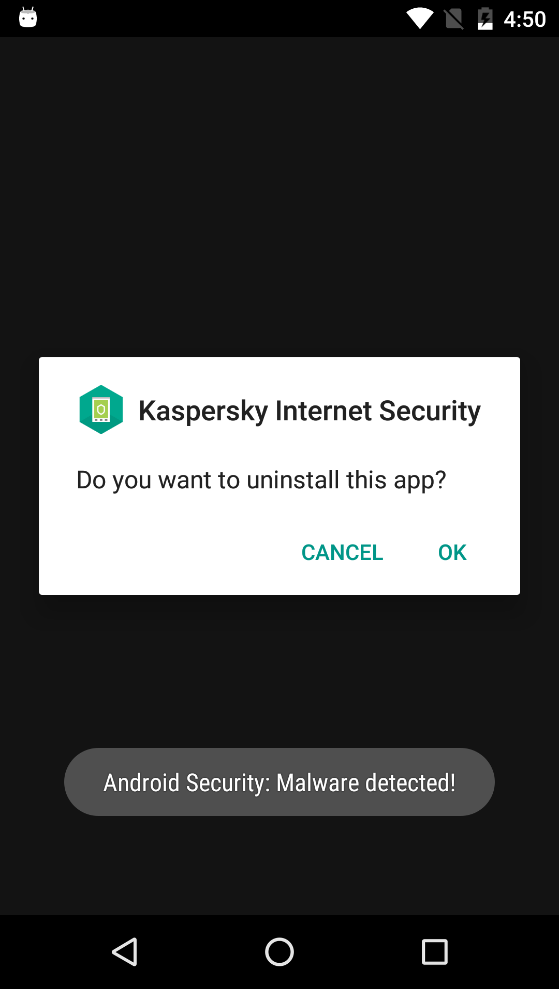 4:50
Kaspersky Internet Security
Do you want to uninstall this app?
CANCEL OK
Android Security: Malware detected!